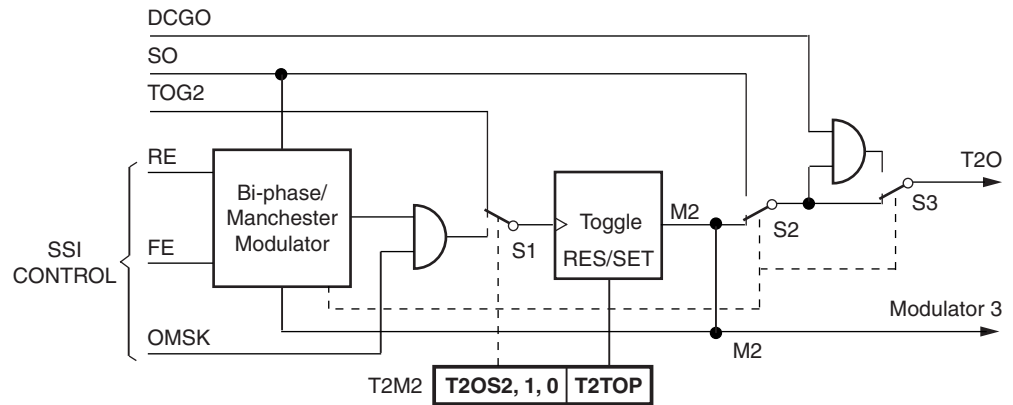 DCGO
SO
TOG2
RE
Bi-phase/
Manchester
Modulator
FE
SSI
CONTROL
OMSK
S1
Toggle
RES/SET
M2
S2
S3
T2O
Modulator 3
M2
T2M2
T2OS2, 1, 0
T2TOP